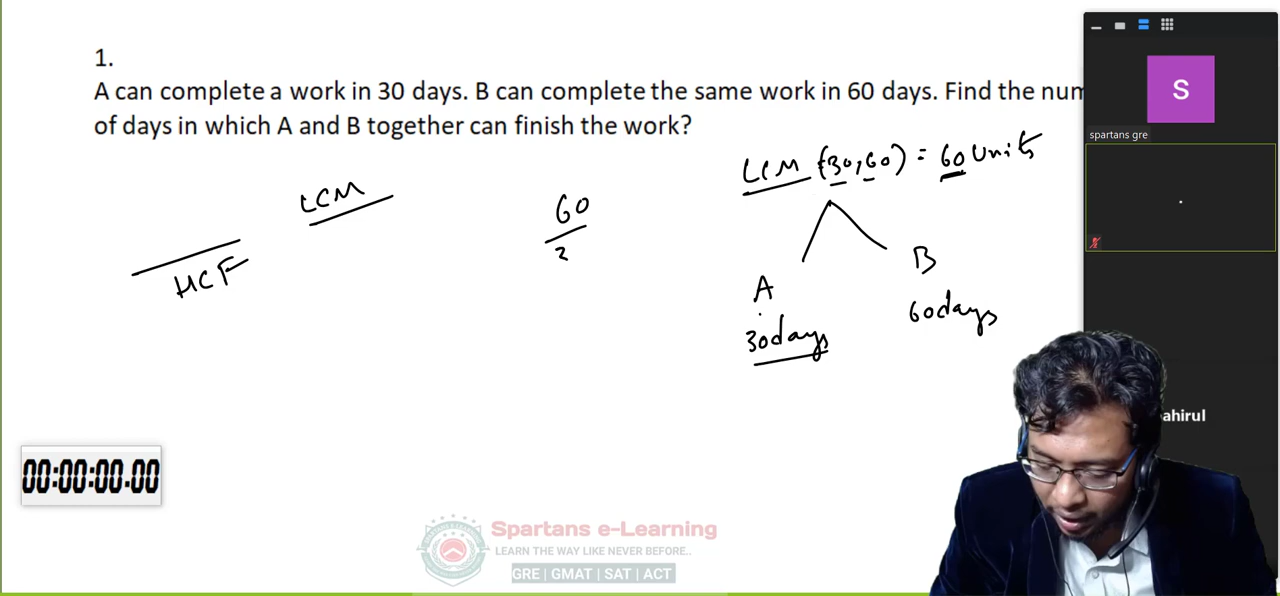 1.
A can complete a work in 30 days. B can complete the same work in 60 days. Find the num
of days in which A and B together can finish the work?
LCM (30,60) = 60 Units
LCM
HCF
60
2
A
B
30days
60days
S
spartans gre
ahirul
00:00:00.00
Spartans e-Learning
LEARN THE WAY LIKE NEVER BEFORE..
GRE | GMAT | SAT | ACT